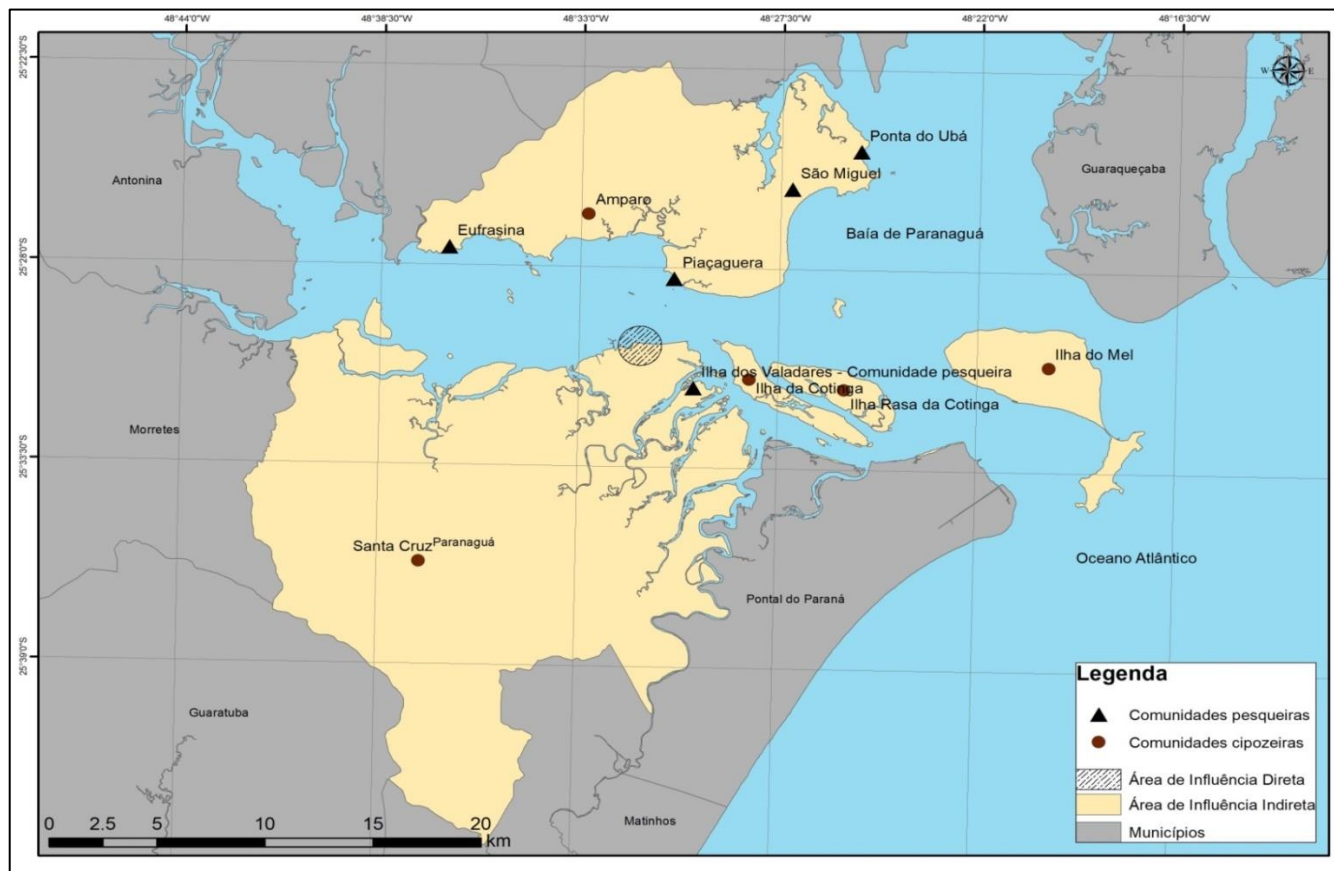 48°44'0"W
48°38'30"W
48°33'0"W
48°27'30"W
48°22'0"W
48°16'30"W
25°22'30"S
25°28'0"S
25°33'30"S
25°39'0"S
N
W
E
S
Ponta do Ubá
São Miguel
Guaraqueçaba
Antonina
Amparo
Eufrasina
Baía de Paranaguá
Piaçaguera
Ilha do Mel
Ilha dos Valadares - Comunidade pesqueira
Ilha da Cotinga
Ilha Rasa da Cotinga
Morretes
Santa Cruz
Paranaguá
Oceano Atlântico
Pontal do Paraná
Guaratuba
Matinhos
Legenda
Comunidades pesqueiras
Comunidades cipozeiras
Área de Influência Direta
Área de Influência Indireta
Municípios
0 2.5 5 10 15 20
km